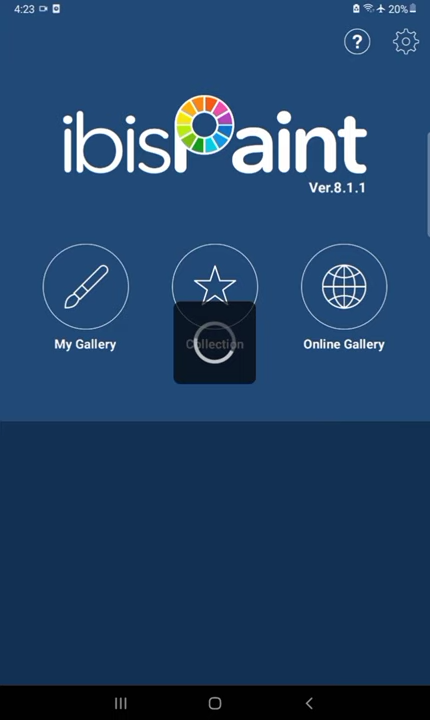 4:23
20%
?
ibisPaint
Ver.8.1.1
My Gallery
Collection
Online Gallery